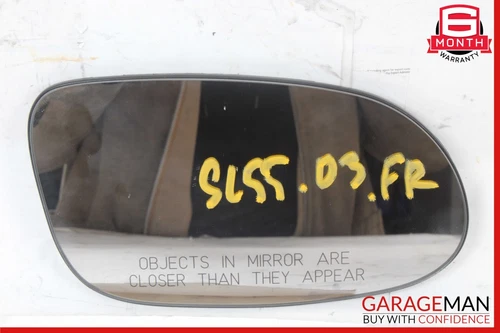 6
MONTH
WARRANTY
SL55.03.FR
OBJECTS IN MIRROR ARE
CLOSER THAN THEY APPEAR
GARAGEMAN
BUY WITH CONFIDENCE